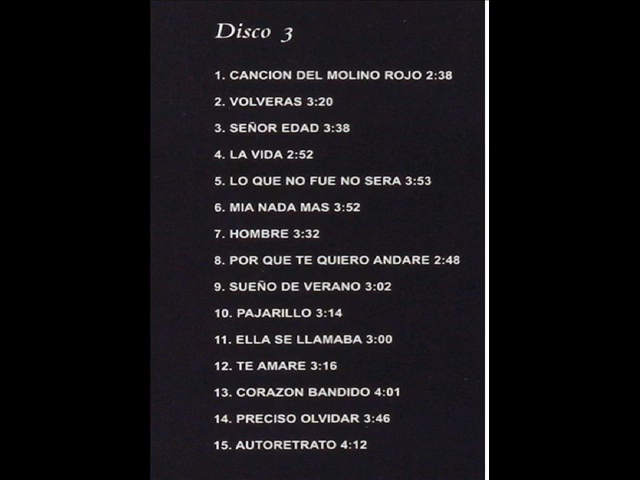 Disco 3
1. CANCION DEL MOLINO ROJO 2:38
2. VOLVERAS 3:20
3. SEÑOR EDAD 3:38
4. LA VIDA 2:52
5. LO QUE NO FUE NO SERA 3:53
6. MIA NADA MAS 3:52
7. HOMBRE 3:32
8. POR QUE TE QUIERO ANDARE 2:48
9. SUEÑO DE VERANO 3:02
10. PAJARILLO 3:14
11. ELLA SE LLAMABA 3:00
12. TE AMARE 3:16
13. CORAZON BANDIDO 4:01
14. PRECISO OLVIDAR 3:46
15. AUTORETRATO 4:12